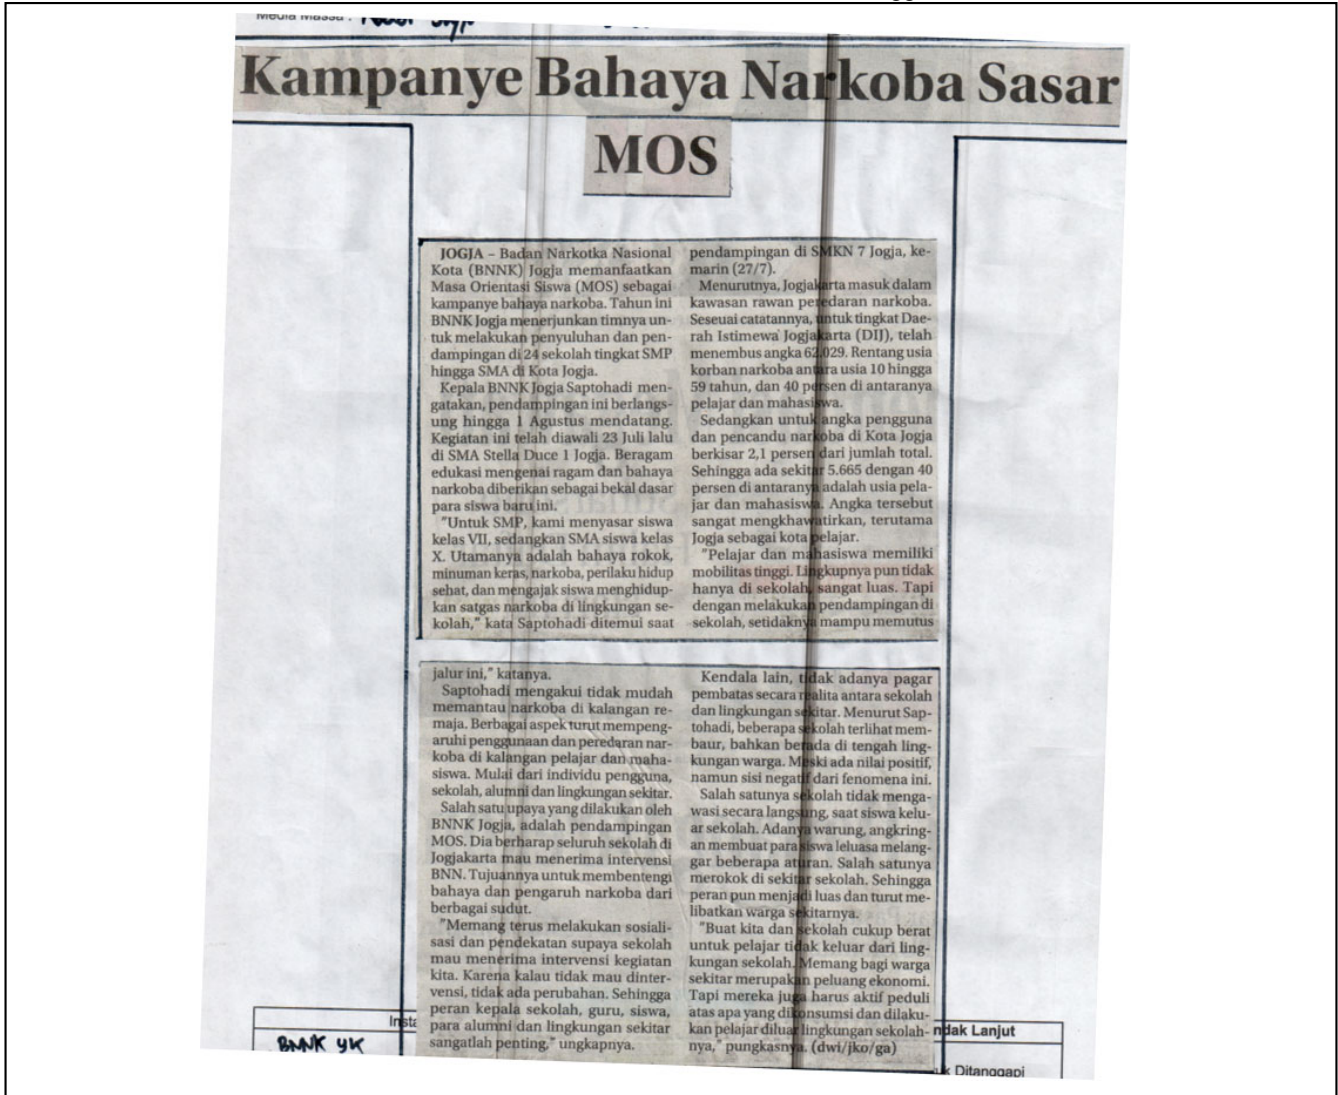 Media Massa :
Kampanye Bahaya Narkoba Sasar
MOS
JOGJA – Badan Narkotka Nasional
Kota (BNNK) Jogja memanfaatkan
Masa Orientasi Siswa (MOS) sebagai
kampanye bahaya narkoba. Tahun ini
BNNK Jogja menerjunkan timnya un-
tuk melakukan penyuluhan dan pen-
dampingan di 24 sekolah tingkat SMP
hingga SMA di Kota Jogja.
Kepala BNNK Jogja Saptohadi men-
gatakan, pendampingan ini berlangs-
ung hingga 1 Agustus mendatang.
Kegiatan ini telah diawali 23 Juli lalu
di SMA Stella Duce 1 Jogja. Beragam
edukasi mengenai ragam dan bahaya
narkoba diberikan sebagai bekal dasar
para siswa baru ini.
"Untuk SMP, kami menyasar siswa
kelas VII, sedangkan SMA siswa kelas
X. Utamanya adalah bahaya rokok,
minuman keras, narkoba, perilaku hidup
sehat, dan mengajak siswa menghidup-
kan satgas narkoba di lingkungan se-
kolah," kata Saptohadi ditemui saat
pendampingan di SMKN 7 Jogja, ke-
marin (27/7).
Menurutnya, Jogjakarta masuk dalam
kawasan rawan peredaran narkoba.
Seseuai catatannya, untuk tingkat Dae-
rah Istimewa Jogjakarta (DIJ), telah
menembus angka 62.029. Rentang usia
korban narkoba antara usia 10 hingga
59 tahun, dan 40 persen di antaranya
pelajar dan mahasiswa.
Sedangkan untuk angka pengguna
dan pencandu narkoba di Kota Jogja
berkisar 2,1 persen dari jumlah total.
Sehingga ada sekitar 5.665 dengan 40
persen di antaranya adalah usia pela-
jar dan mahasiswa. Angka tersebut
sangat mengkhawatirkan, terutama
Jogja sebagai kota pelajar.
"Pelajar dan mahasiswa memiliki
mobilitas tinggi. Lingkupnya pun tidak
hanya di sekolah, sangat luas. Tapi
dengan melakukan pendampingan di
sekolah, setidaknya mampu memutus
jalur ini," katanya.
Saptohadi mengakui tidak mudah
memantau narkoba di kalangan re-
maja. Berbagai aspek turut mempeng-
aruhi penggunaan dan peredaran nar-
koba di kalangan pelajar dan maha-
siswa. Mulai dari individu pengguna,
sekolah, alumni dan lingkungan sekitar.
Salah satu upaya yang dilakukan oleh
BNNK Jogja, adalah pendampingan
MOS. Dia berharap seluruh sekolah di
Jogjakarta mau menerima intervensi
BNN. Tujuannya untuk membentengi
bahaya dan pengaruh narkoba dari
berbagai sudut.
"Memang terus melakukan sosiali-
sasi dan pendekatan supaya sekolah
mau menerima intervensi kegiatan
kita. Karena kalau tidak mau dinter-
vensi, tidak ada perubahan. Sehingga
peran kepala sekolah, guru, siswa,
para alumni dan lingkungan sekitar
sangatlah penting," ungkapnya.
Kendala lain, tidak adanya pagar
pembatas secara realita antara sekolah
dan lingkungan sekitar. Menurut Sap-
tohadi, beberapa sekolah terlihat mem-
baur, bahkan berada di tengah ling-
kungan warga. Meski ada nilai positif,
namun sisi negatif dari fenomena ini.
Salah satunya sekolah tidak menga-
wasi secara langsung, saat siswa kelu-
ar sekolah. Adanya warung, angkring-
an membuat para siswa leluasa melang-
gar beberapa aturan. Salah satunya
merokok di sekitar sekolah. Sehingga
peran pun menjadi luas dan turut me-
libatkan warga sekitarnya.
"Buat kita dan sekolah cukup berat
untuk pelajar tidak keluar dari ling-
kungan sekolah. Memang bagi warga
sekitar merupakan peluang ekonomi.
Tapi mereka juga harus aktif peduli
atas apa yang dikonsumsi dan dilaku-
kan pelajar diluar lingkungan sekolah-
nya," pungkasnya. (dwi/jko/ga)
Insta
ndak Lanjut
BNNK YK
k Ditanggapi